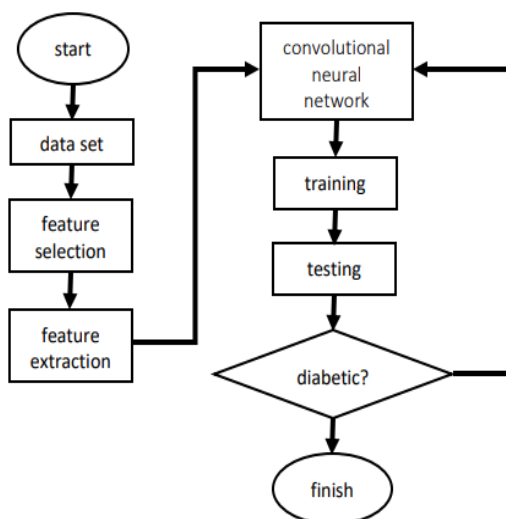 start
data set
feature
selection
feature
extraction
convolutional
neural
network
training
testing
diabetic?
finish